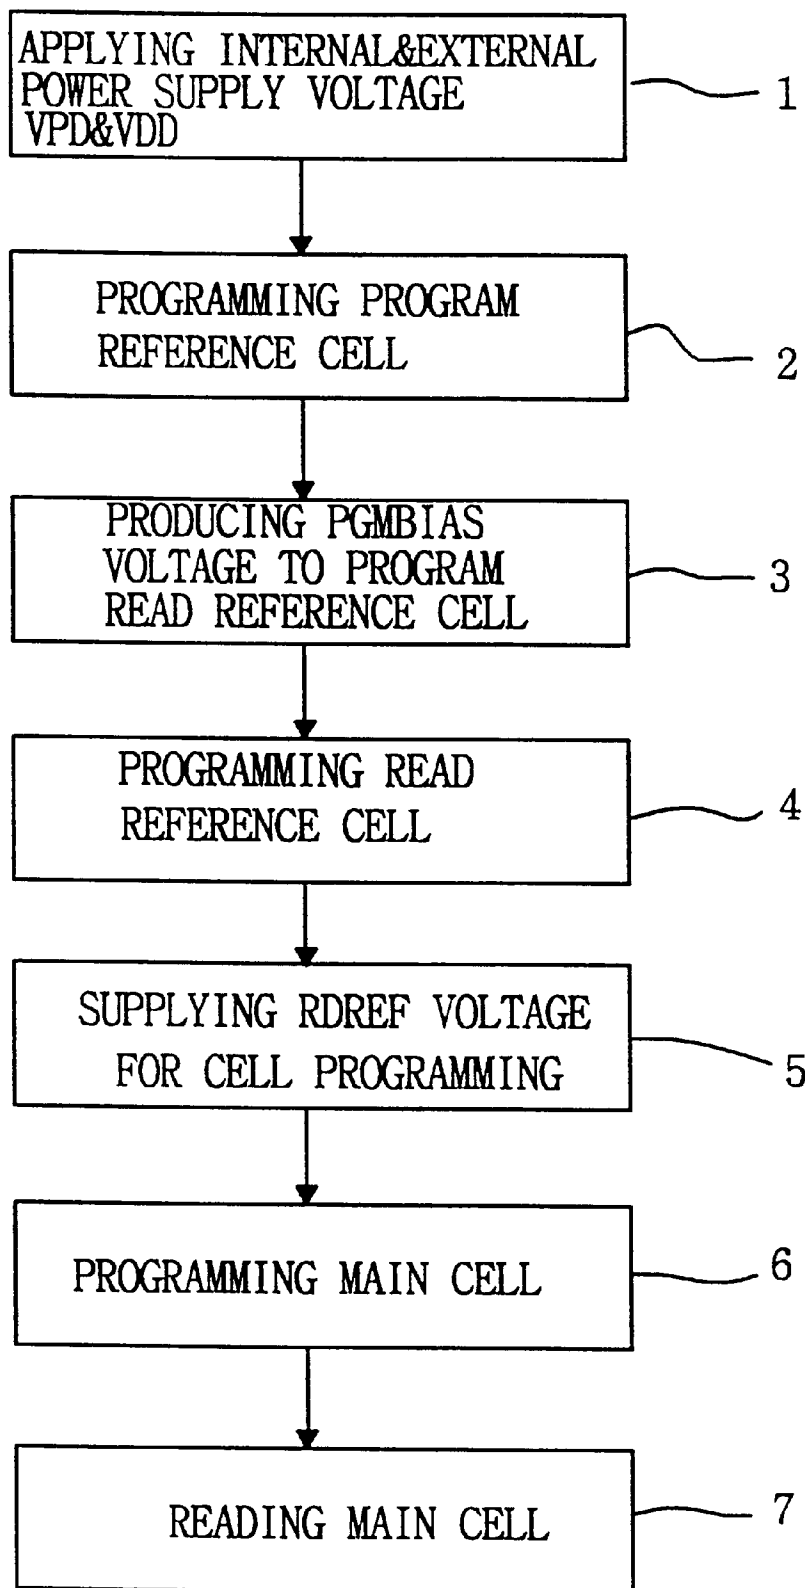 APPLYING INTERNAL&EXTERNAL
POWER SUPPLY VOLTAGE
VPD&VDD
1
PROGRAMMING PROGRAM
REFERENCE CELL
2
PRODUCING PGMBIAS
VOLTAGE TO PROGRAM
READ REFERENCE CELL
3
PROGRAMMING READ
REFERENCE CELL
4
SUPPLYING RDREF VOLTAGE
FOR CELL PROGRAMMING
5
PROGRAMMING MAIN CELL
6
READING MAIN CELL
7